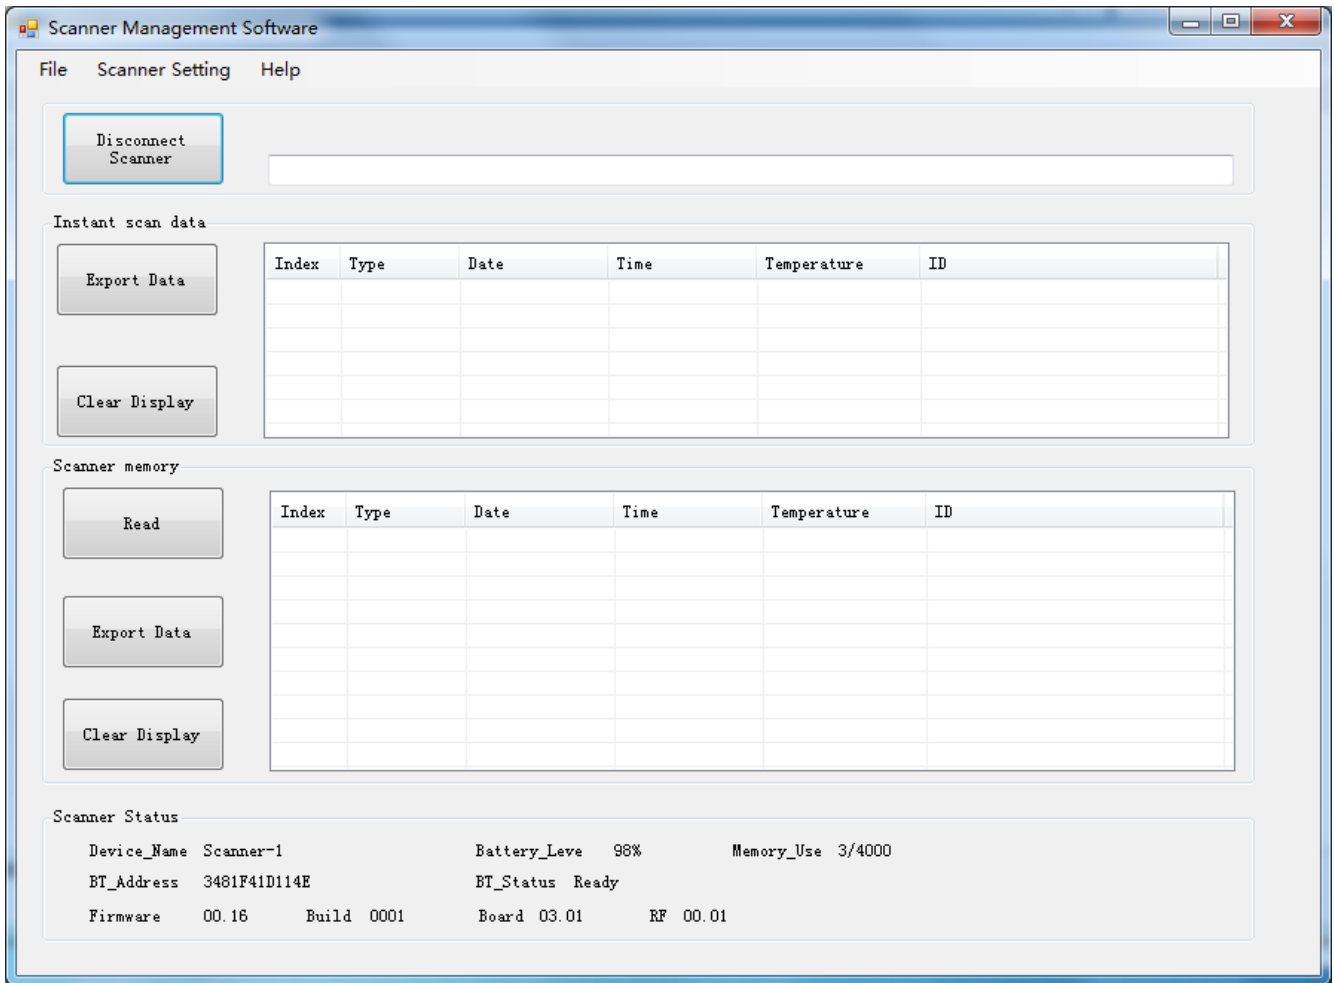 Scanner Management Software
File Scanner Setting Help
Disconnect
Scanner
Instant scan data
Export Data
Clear Display
Index Type Date Time Temperature ID
Scanner memory
Read
Export Data
Clear Display
Index Type Date Time Temperature ID
Scanner Status
Device_Name Scanner-1 Battery_Leve 98% Memory_Use 3/4000
BT_Address 3481F41D114E BT_Status Ready
Firmware 00.16 Build 0001 Board 03.01 RF 00.01